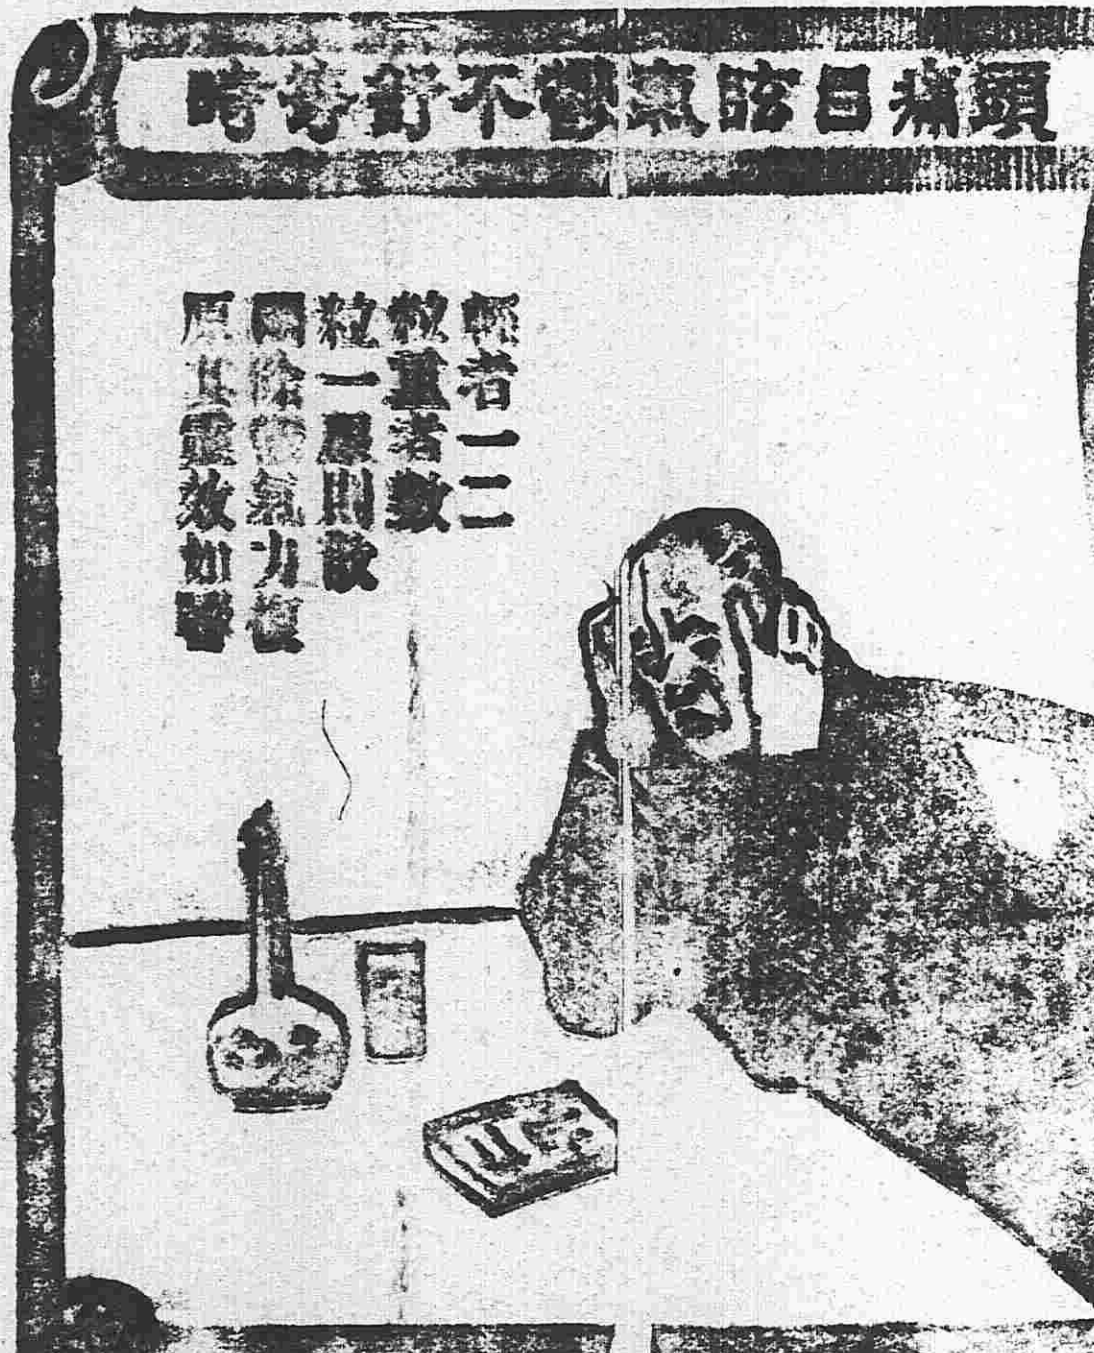 頭痛目眩氣鬱不舒等時
輕者一二
粒重者數
粒一服則散
悶除氣力復
原其靈效如響